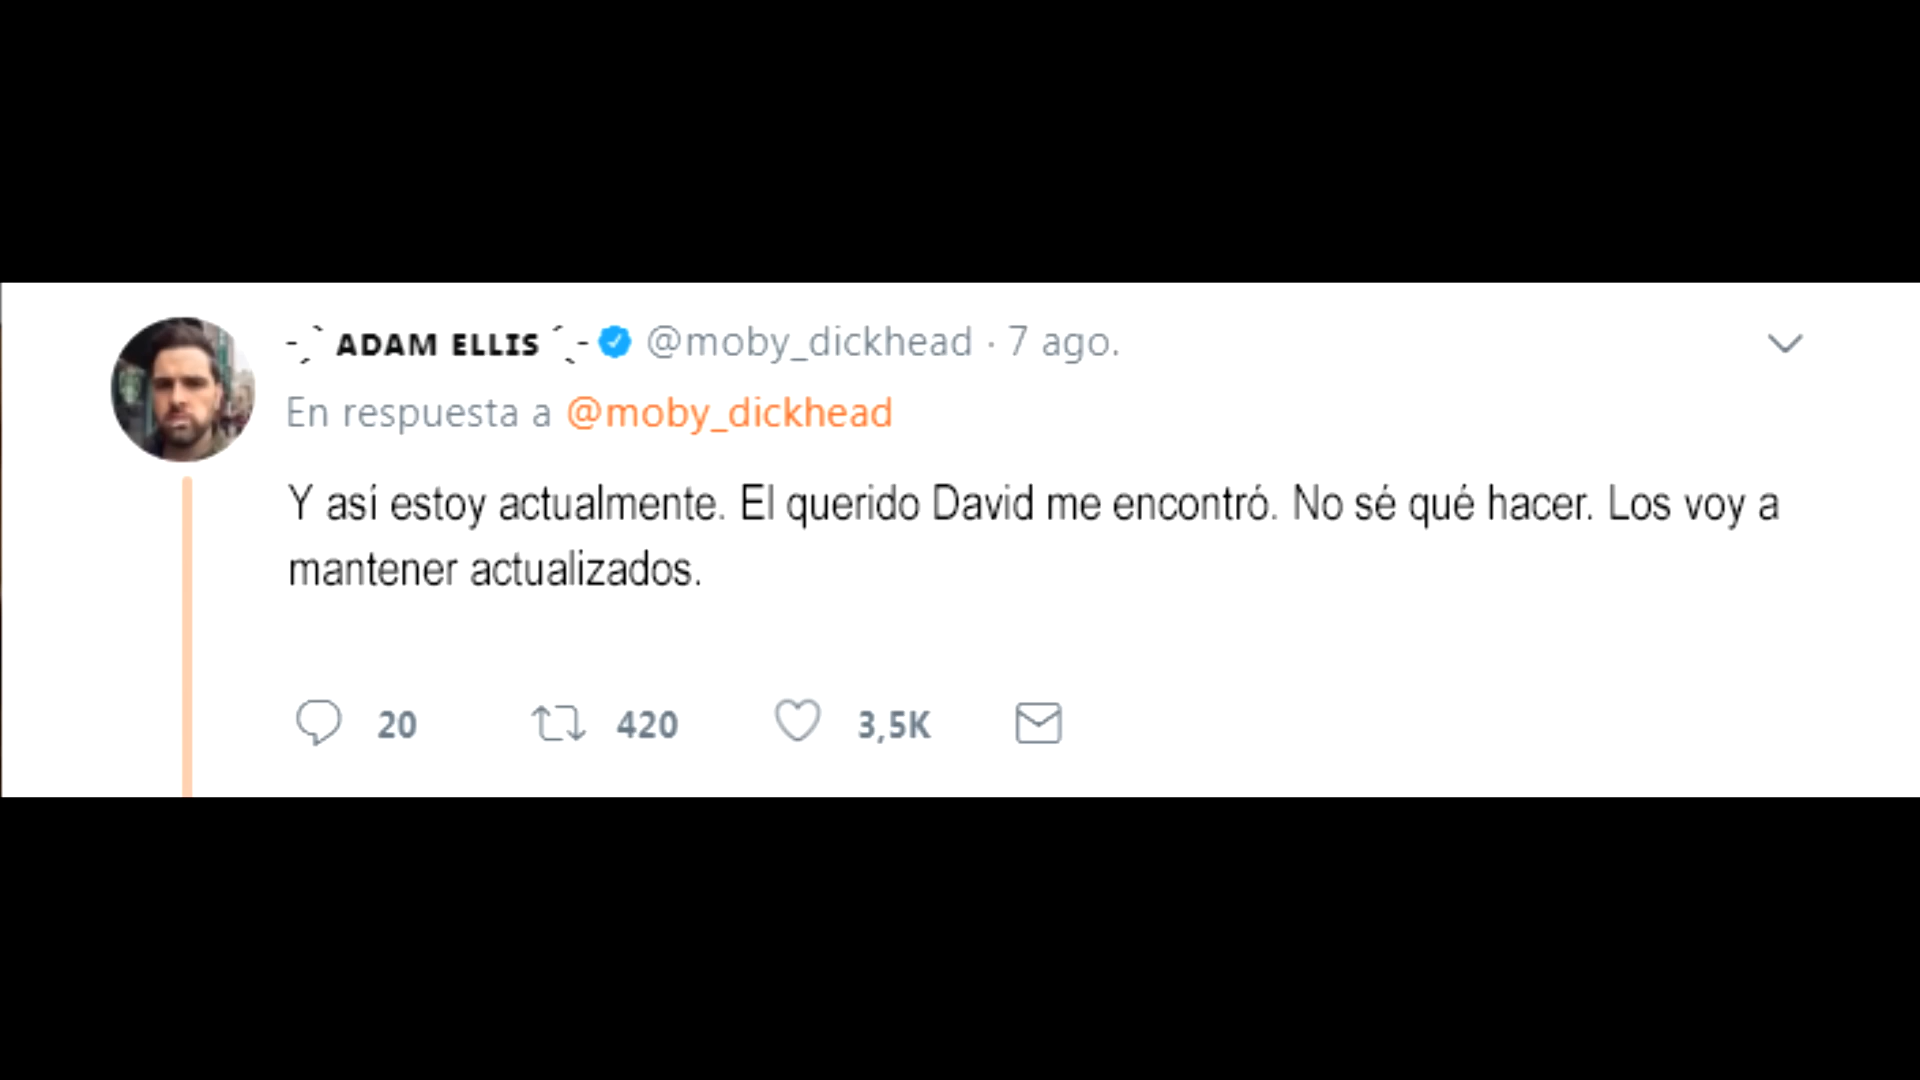 -ˏ` ADAM ELLIS ´ˎ- @moby_dickhead · 7 ago.
En respuesta a @moby_dickhead
Y así estoy actualmente. El querido David me encontró. No sé qué hacer. Los voy a
mantener actualizados.
20 420 3,5K